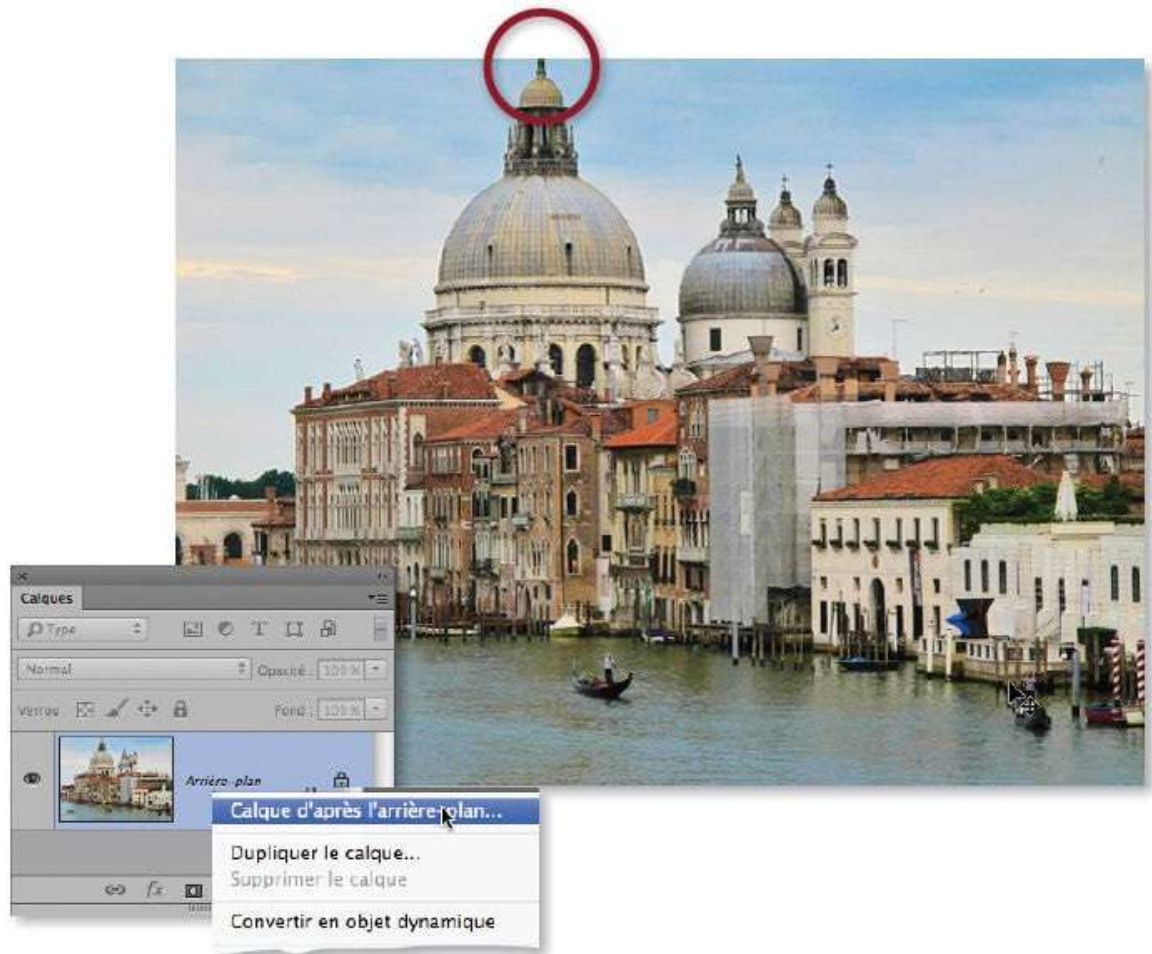 Calques
Type
Normal
Opacité : 100 %
Verrou
Fond : 100 %
Arrière-plan
Calque d'après l'arrière-plan...
Dupliquer le calque...
Supprimer le calque
fx
Convertir en objet dynamique